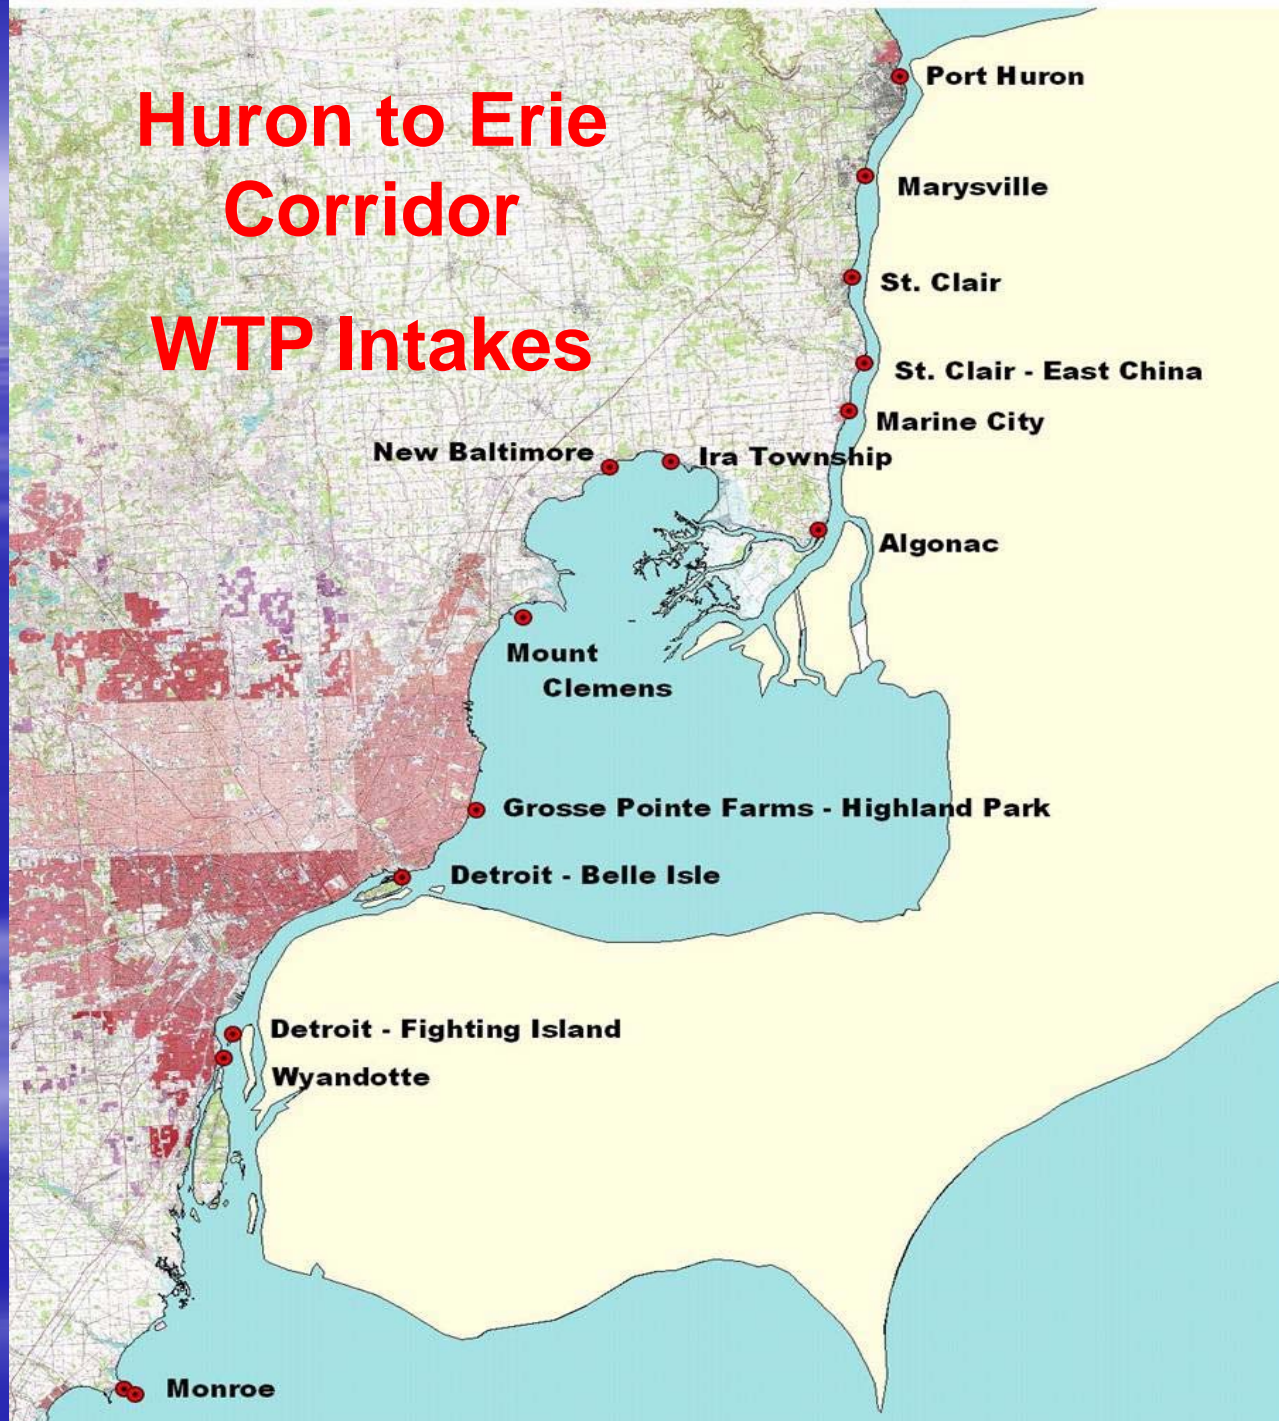 Huron to Erie
Corridor
WTP Intakes
Port Huron
Marysville
St. Clair
St. Clair - East China
Marine City
New Baltimore
Ira Township
Algonac
Mount
Clemens
Grosse Pointe Farms - Highland Park
Detroit - Belle Isle
Detroit - Fighting Island
Wyandotte
Monroe